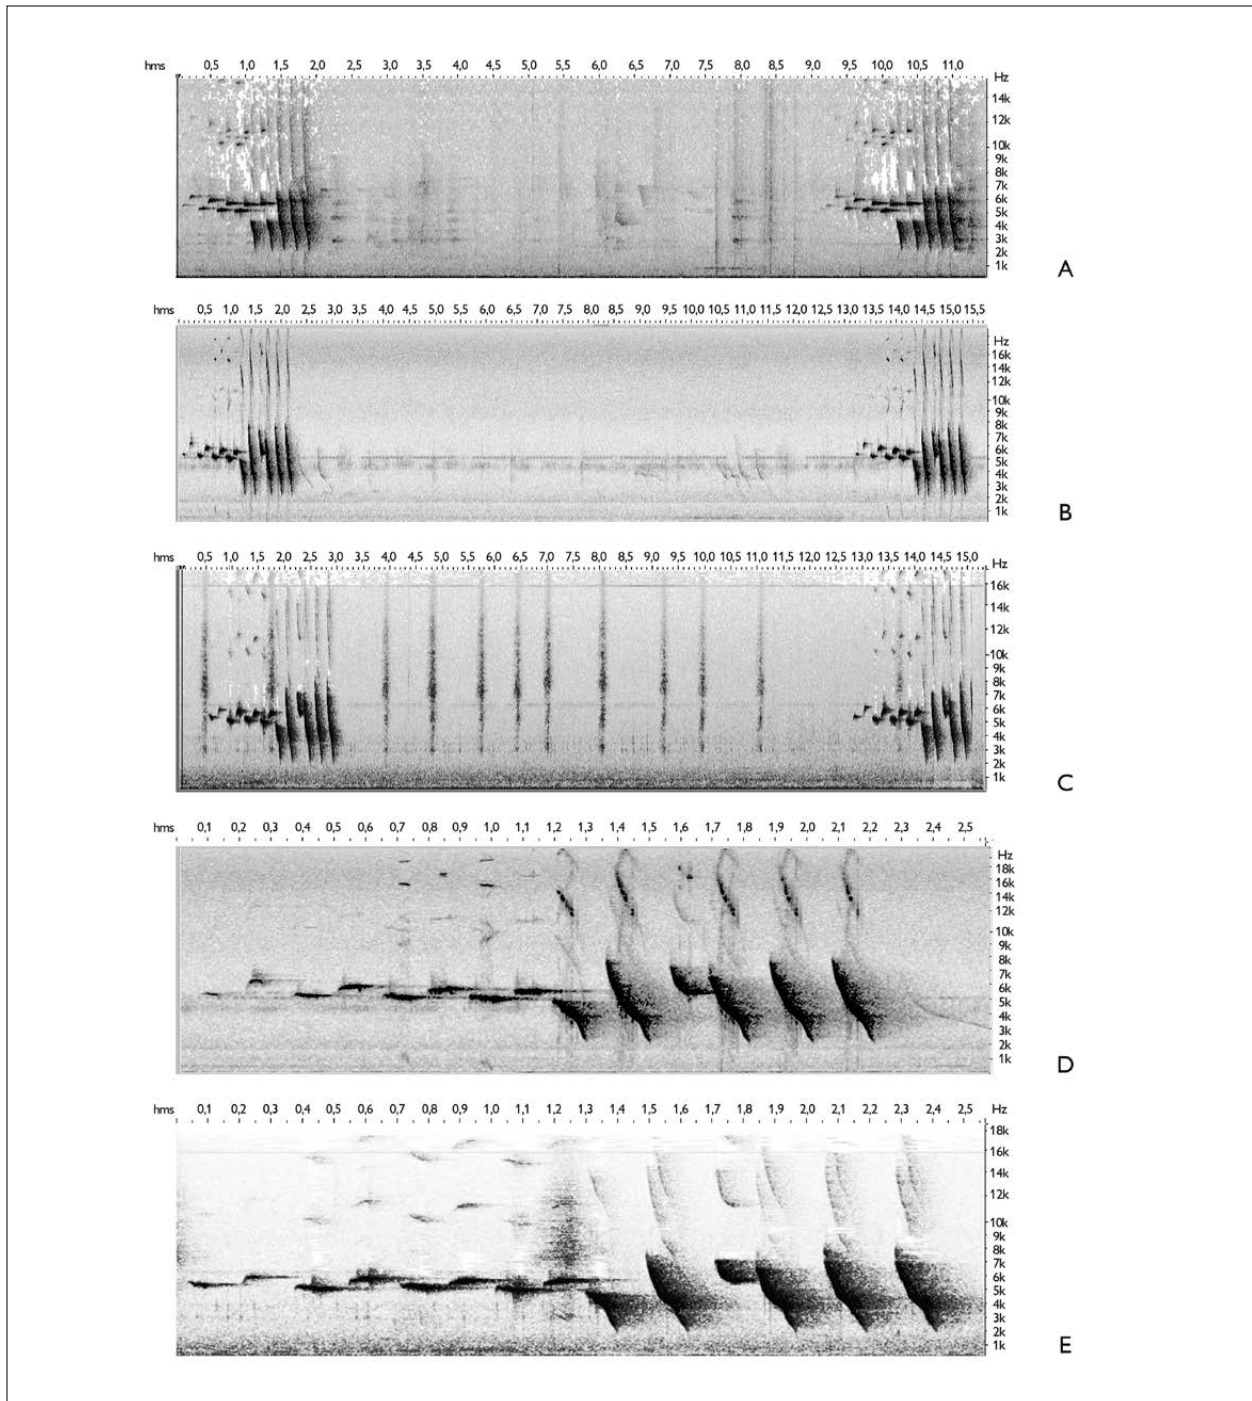 hms 0,5 1,0 1,5 2,0 2,5 3,0 3,5 4,0 4,5 5,0 5,5 6,0 6,5 7,0 7,5 8,0 8,5 9,0 9,5 10,0 10,5 11,0
Hz
14k
12k
10k
9k
8k
7k
6k
5k
4k
3k
2k
1k
A
hms 0,5 1,0 1,5 2,0 2,5 3,0 3,5 4,0 4,5 5,0 5,5 6,0 6,5 7,0 7,5 8,0 8,5 9,0 9,5 10,0 10,5 11,0 11,5 12,0 12,5 13,0 13,5 14,0 14,5 15,0 15,5
Hz
16k
14k
12k
10k
9k
8k
7k
6k
5k
4k
3k
2k
1k
B
hms 0,5 1,0 1,5 2,0 2,5 3,0 3,5 4,0 4,5 5,0 5,5 6,0 6,5 7,0 7,5 8,0 8,5 9,0 9,5 10,0 10,5 11,0 11,5 12,0 12,5 13,0 13,5 14,0 14,5 15,0
Hz
16k
14k
12k
10k
9k
8k
7k
6k
5k
4k
3k
2k
1k
C
hms 0,1 0,2 0,3 0,4 0,5 0,6 0,7 0,8 0,9 1,0 1,1 1,2 1,3 1,4 1,5 1,6 1,7 1,8 1,9 2,0 2,1 2,2 2,3 2,4 2,5
Hz
18k
16k
14k
12k
10k
9k
8k
7k
6k
5k
4k
3k
2k
1k
D
hms 0,1 0,2 0,3 0,4 0,5 0,6 0,7 0,8 0,9 1,0 1,1 1,2 1,3 1,4 1,5 1,6 1,7 1,8 1,9 2,0 2,1 2,2 2,3 2,4 2,5 Hz
18k
16k
14k
12k
10k
9k
8k
7k
6k
5k
4k
3k
2k
1k
E